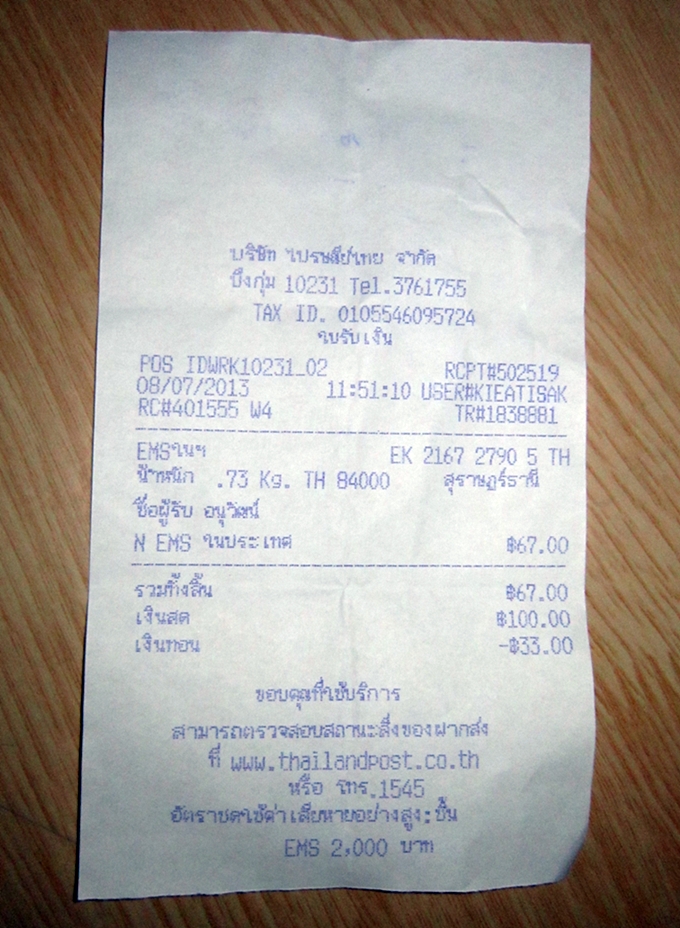 บริษัท ไปรษณีย์ไทย จำกัด
บึงกุ่ม 10231 Tel.3761755
TAX ID. 0105546095724
ใบรับเงิน
POS IDWRK10231_02 RCPT#502519
08/07/2013 11:51:10 USER#KIEATISAK
RC#401555 W4 TR#1838881
EMSในฯ EK 2167 2790 5 TH
น้ำหนัก .73 Kg. TH 84000 สุราษฎร์ธานี
ชื่อผู้รับ อนุวัฒน์
N EMS ในประเทศ ฿67.00
รวมทั้งสิ้น ฿67.00
เงินสด ฿100.00
เงินทอน -฿33.00
ขอบคุณที่ใช้บริการ
สามารถตรวจสอบสถานะสิ่งของฝากส่ง
ที่ www.thailandpost.co.th
หรือ โทร.1545
อัตราชดใช้ค่าเสียหายอย่างสูง:ชิ้น
EMS 2,000 บาท